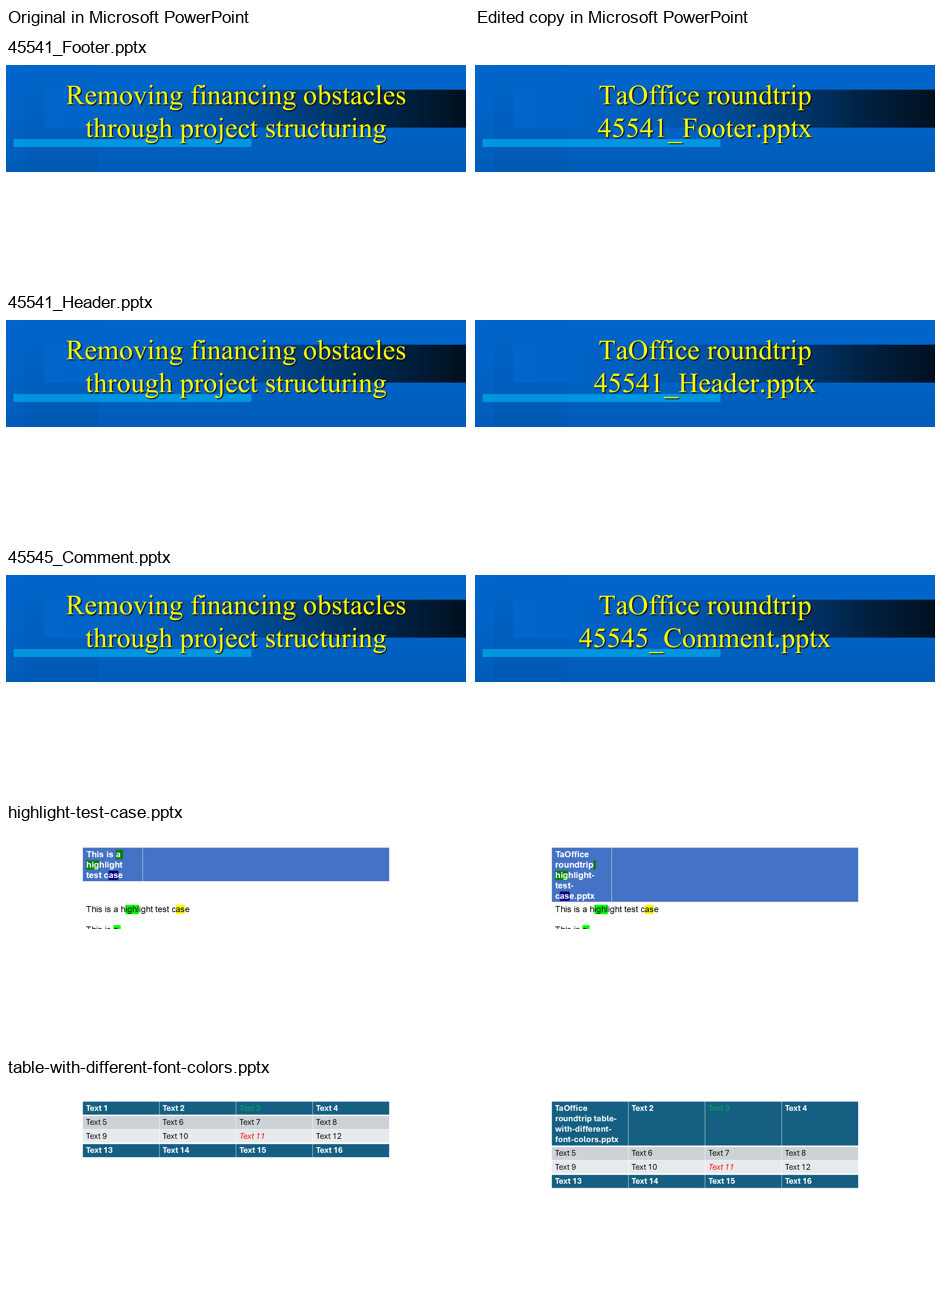 Original in Microsoft PowerPoint
Edited copy in Microsoft PowerPoint
45541_Footer.pptx
Removing financing obstacles
through project structuring
TaOffice roundtrip
45541_Footer.pptx
45541_Header.pptx
Removing financing obstacles
through project structuring
TaOffice roundtrip
45541_Header.pptx
45545_Comment.pptx
Removing financing obstacles
through project structuring
TaOffice roundtrip
45545_Comment.pptx
highlight-test-case.pptx
This is a
highlight
test case
This is a highlight test case
This is a
TaOffice
roundtrip
highlight-
test-
case.pptx
This is a highlight test case
This is a
table-with-different-font-colors.pptx
Text 1 Text 2 Text 3 Text 4
Text 5 Text 6 Text 7 Text 8
Text 9 Text 10 Text 11 Text 12
Text 13 Text 14 Text 15 Text 16
TaOffice
roundtrip table-
with-different-
font-colors.pptx
Text 2 Text 3 Text 4
Text 5 Text 6 Text 7 Text 8
Text 9 Text 10 Text 11 Text 12
Text 13 Text 14 Text 15 Text 16